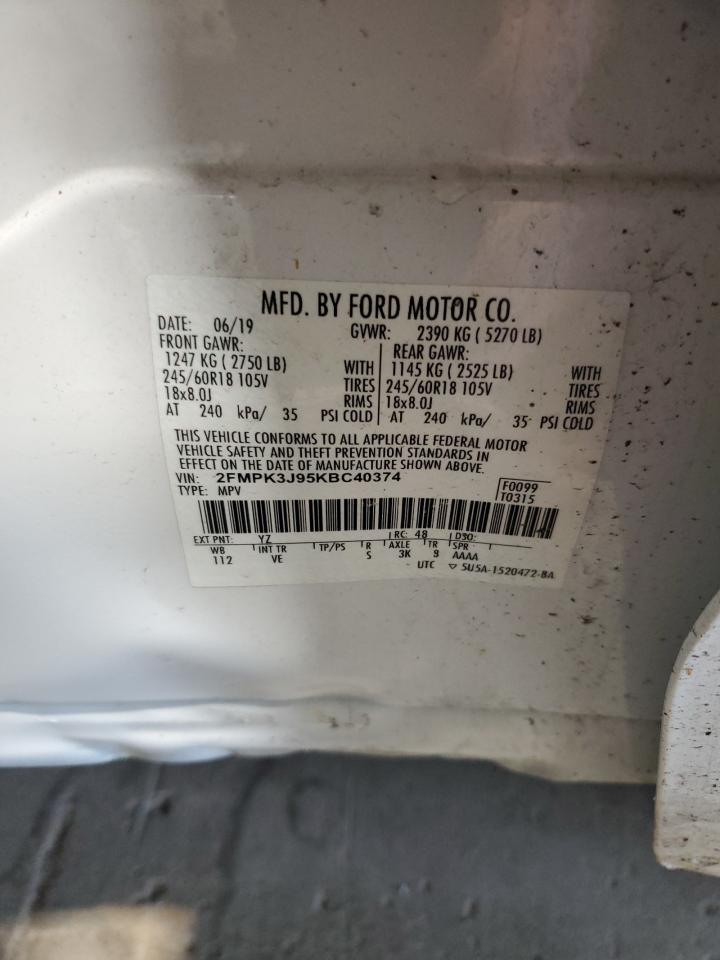 MFD. BY FORD MOTOR CO.
DATE: 06/19 GVWR: 2390 KG ( 5270 LB)
FRONT GAWR: REAR GAWR:
1247 KG ( 2750 LB) WITH 1145 KG ( 2525 LB) WITH
245/60R18 105V TIRES 245/60R18 105V TIRES
18x8.0J RIMS 18x8.0J RIMS
AT 240 kPa/ 35 PSI COLD AT 240 kPa/ 35 PSI COLD
THIS VEHICLE CONFORMS TO ALL APPLICABLE FEDERAL MOTOR
VEHICLE SAFETY AND THEFT PREVENTION STANDARDS IN
EFFECT ON THE DATE OF MANUFACTURE SHOWN ABOVE.
VIN: 2FMPK3J95KBC40374 F0099
TYPE: MPV T0315
EXT PNT: YZ RC: 48 DSO:
WB INT TR TP/PS R AXLE TR SPR
112 VE S 3K 9 AAAA
UTC ▽ 5U5A-1520472-BA